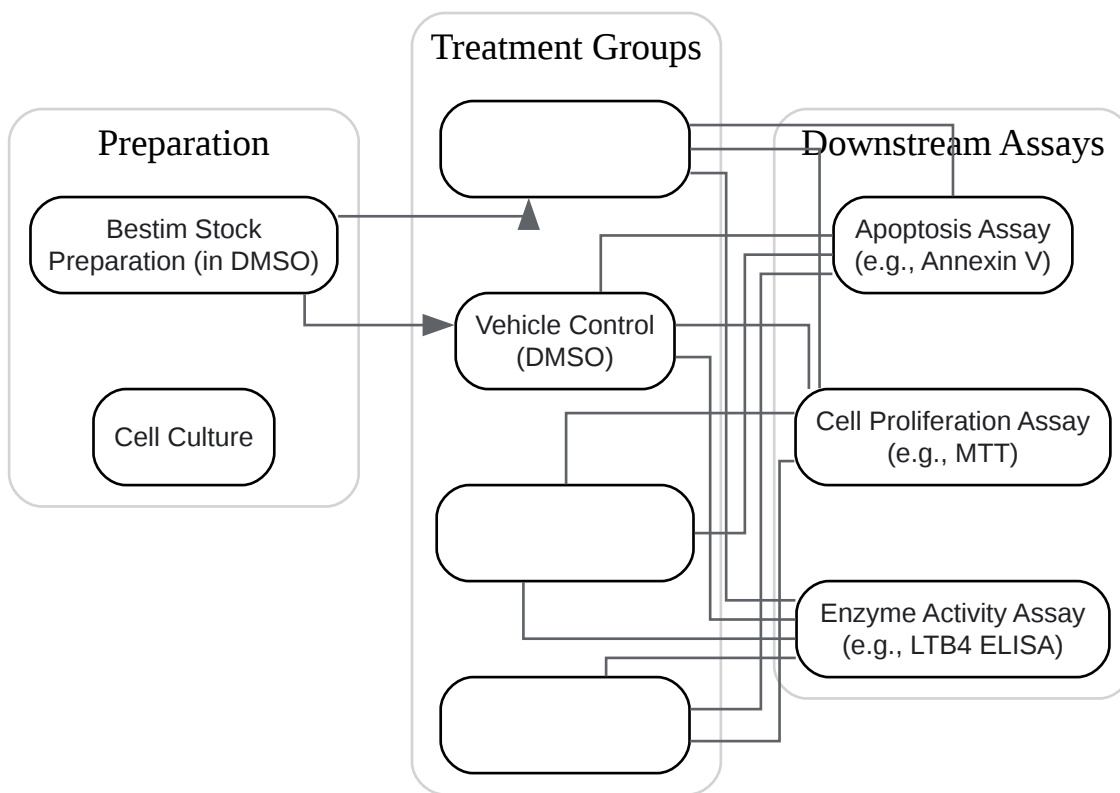 Treatment Groups
Preparation
Downstream Assays
Bestim Stock
Preparation (in DMSO)
Apoptosis Assay
(e.g., Annexin V)
Vehicle Control
(DMSO)
Cell Culture
Cell Proliferation Assay
(e.g., MTT)
Enzyme Activity Assay
(e.g., LTB4 ELISA)